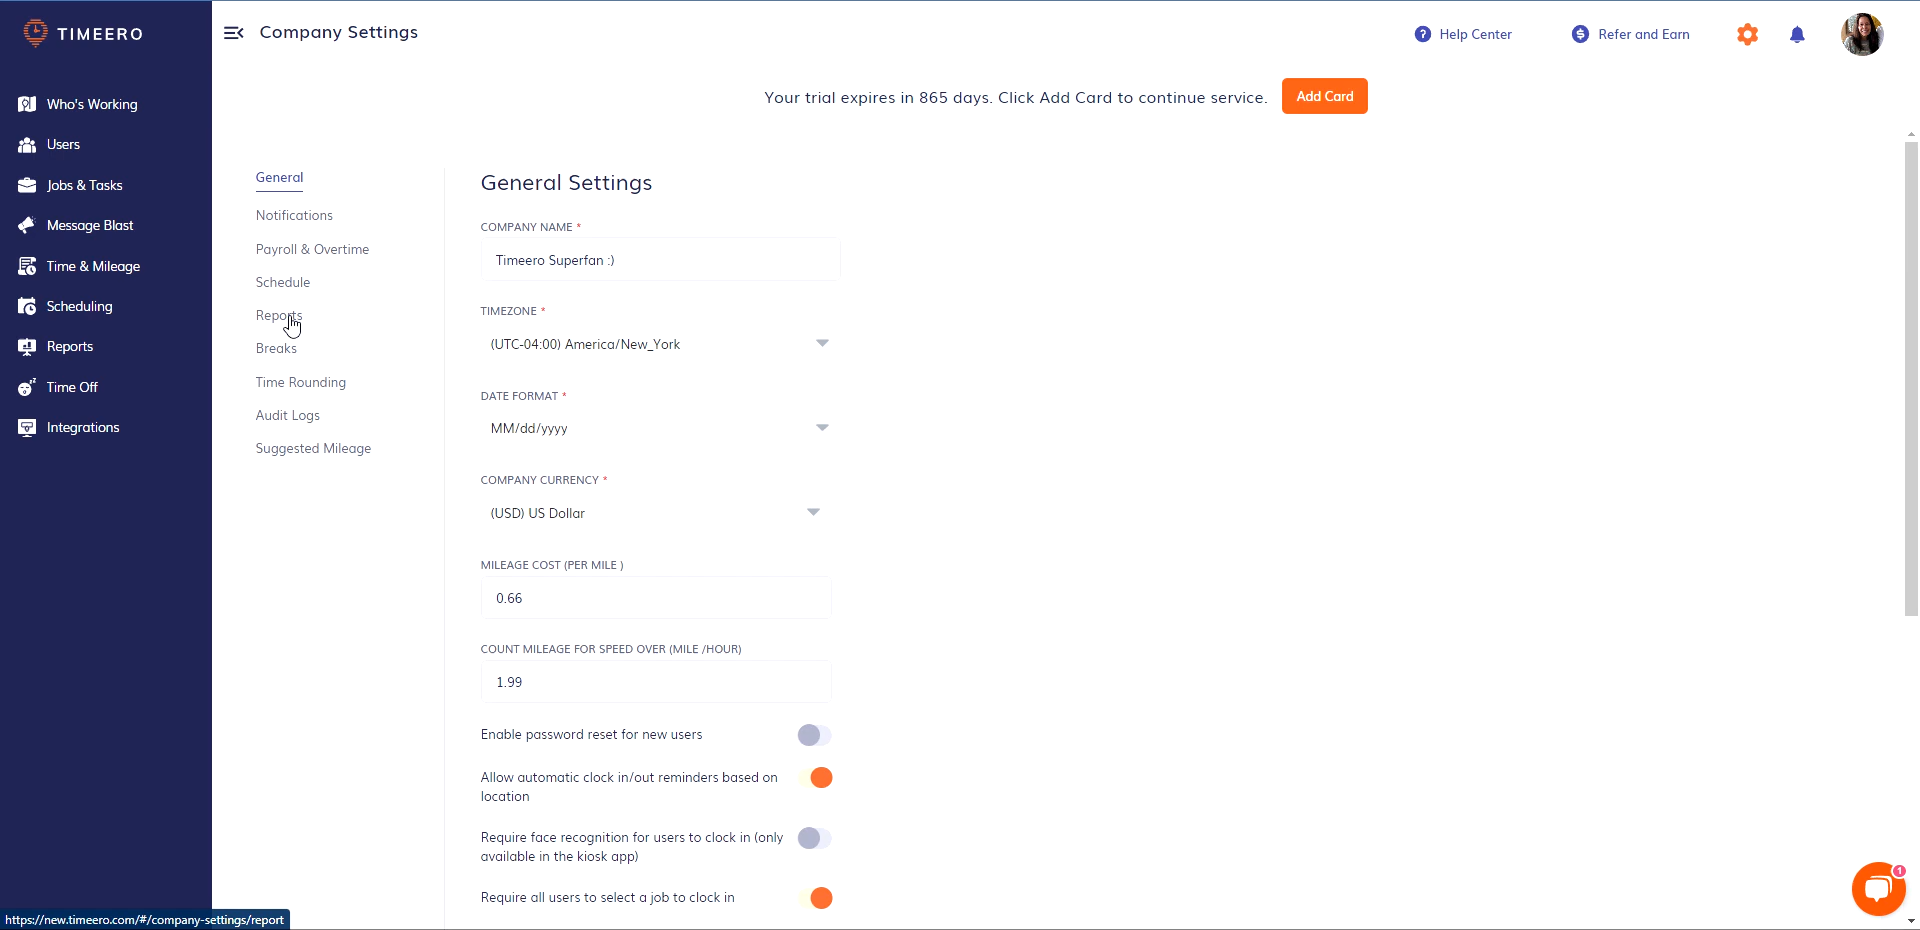 TIMEERO
Company Settings
Help Center
Refer and Earn
Your trial expires in 865 days. Click Add Card to continue service.
Add Card
Who's Working
Users
Jobs & Tasks
Message Blast
Time & Mileage
Scheduling
Reports
Time Off
Integrations
General
Notifications
Payroll & Overtime
Schedule
Reports
Breaks
Time Rounding
Audit Logs
Suggested Mileage
General Settings
COMPANY NAME *
Timeero Superfan :)
TIMEZONE *
(UTC-04:00) America/New_York
DATE FORMAT *
MM/dd/yyyy
COMPANY CURRENCY *
(USD) US Dollar
MILEAGE COST (PER MILE )
0.66
COUNT MILEAGE FOR SPEED OVER (MILE /HOUR)
1.99
Enable password reset for new users
Allow automatic clock in/out reminders based on
location
Require face recognition for users to clock in (only
available in the kiosk app)
Require all users to select a job to clock in
1
https://new.timeero.com/#/company-settings/report